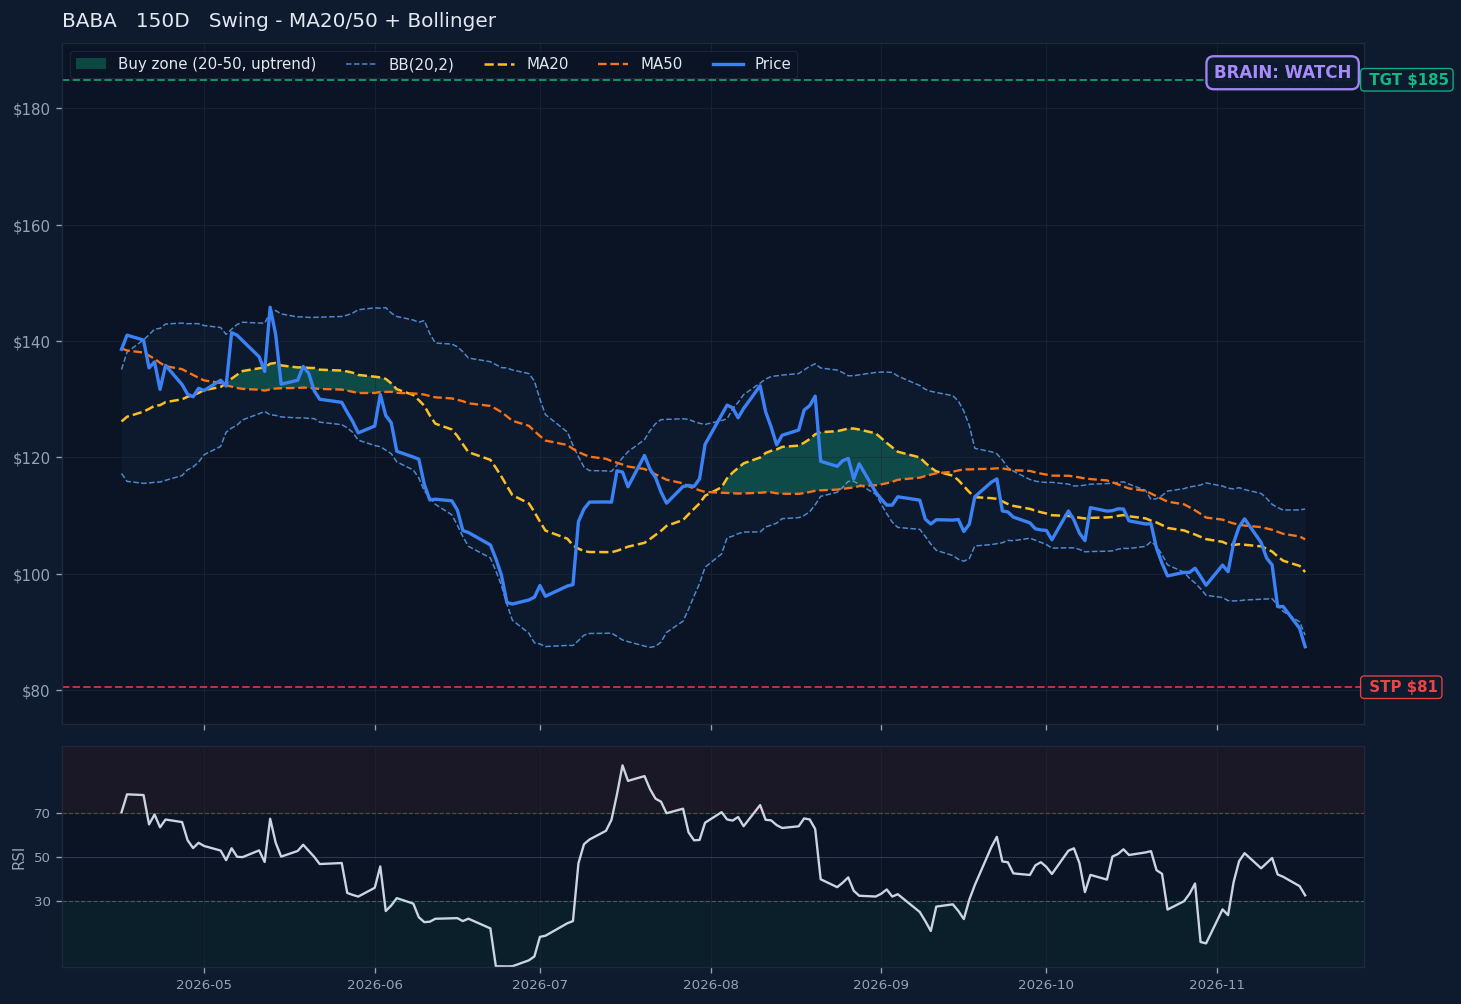 BABA 150D Swing - MA20/50 + Bollinger
Buy zone (20-50, uptrend) BB(20,2) MA20 MA50 Price
BRAIN: WATCH
TGT $185
$180
$160
$140
$120
$100
$80
STP $81
RSI
70
50
30
2026-05 2026-06 2026-07 2026-08 2026-09 2026-10 2026-11